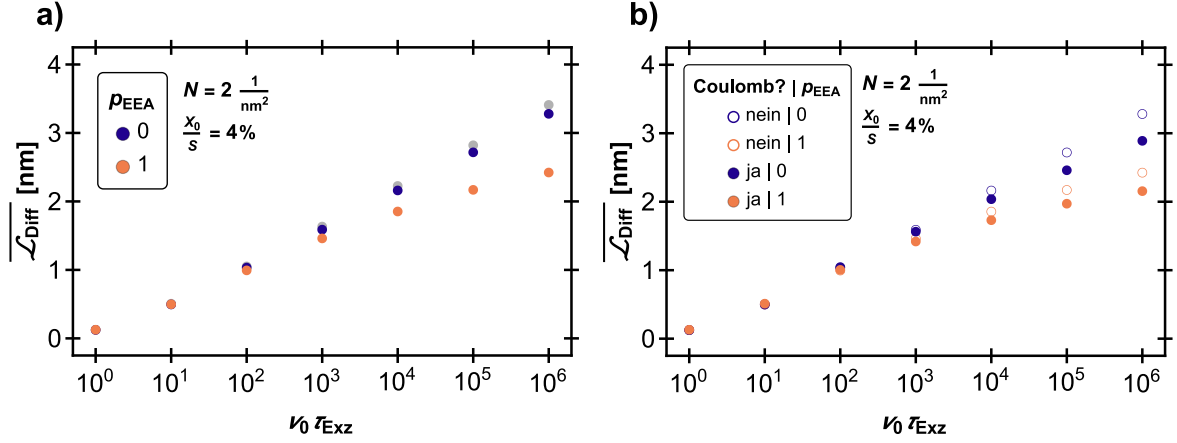 a)
p_EEA
0
1
N = 2 1/nm²
x₀/s = 4%
4
3
2
1
0
ℒ_Diff [nm]
10⁰ 10¹ 10² 10³ 10⁴ 10⁵ 10⁶
ν₀ τ_Exz
b)
Coulomb? | p_EEA
nein | 0
nein | 1
ja | 0
ja | 1
N = 2 1/nm²
x₀/s = 4%
4
3
2
1
0
ℒ_Diff [nm]
10⁰ 10¹ 10² 10³ 10⁴ 10⁵ 10⁶
ν₀ τ_Exz